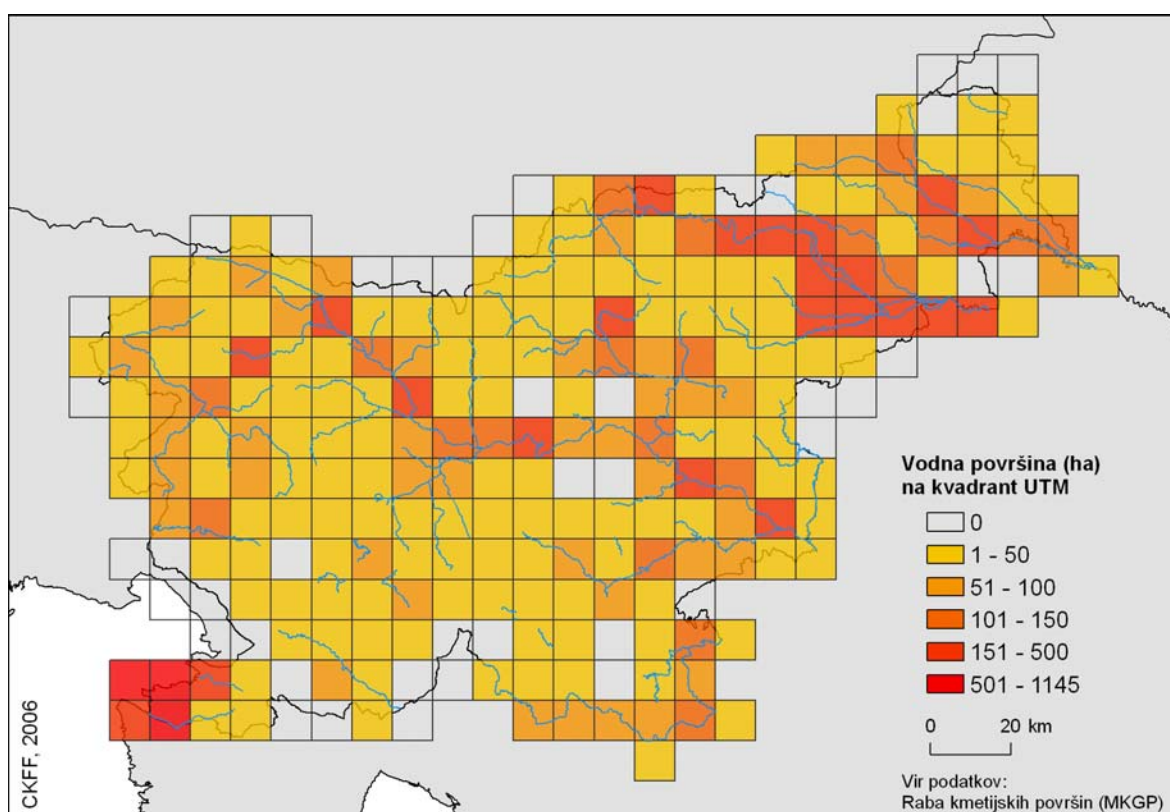 Vodna površina (ha)
na kvadrant UTM
0
1 - 50
51 - 100
101 - 150
151 - 500
501 - 1145
0 20 km
Vir podatkov:
Raba kmetijskih površin (MKGP)
CKFF, 2006